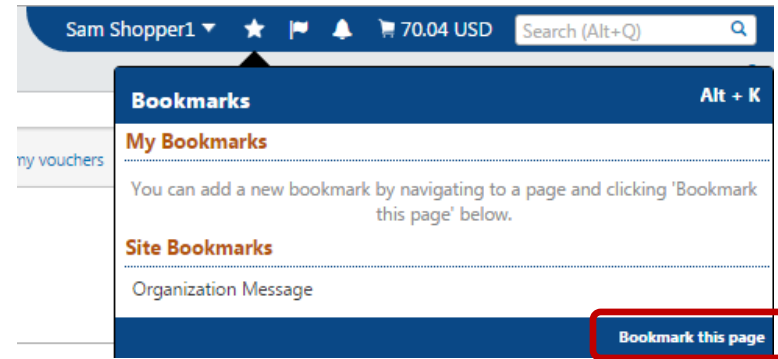 Sam Shopper1 70.04 USD Search (Alt+Q)
Bookmarks Alt + K
My Bookmarks
my vouchers
You can add a new bookmark by navigating to a page and clicking 'Bookmark
this page' below.
Site Bookmarks
Organization Message
Bookmark this page